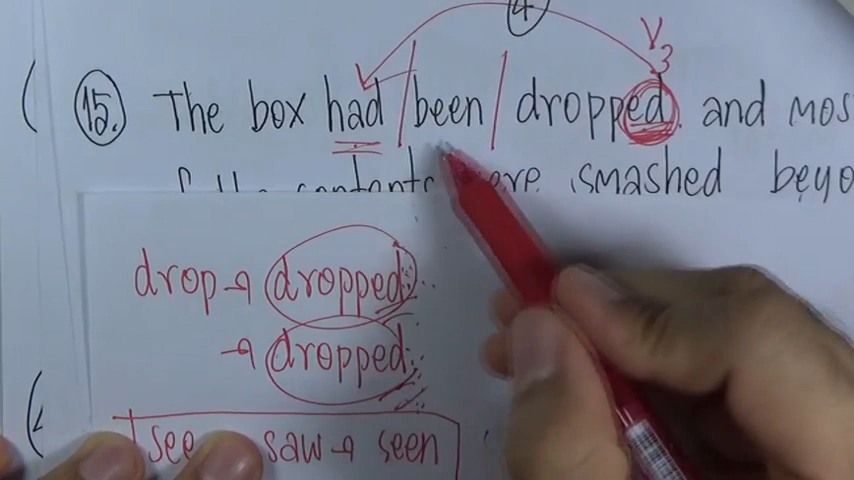 4
V3
( 15. The box had / been / dropped and mos
smashed beyo
drop → dropped
→ dropped
see saw → seen
(